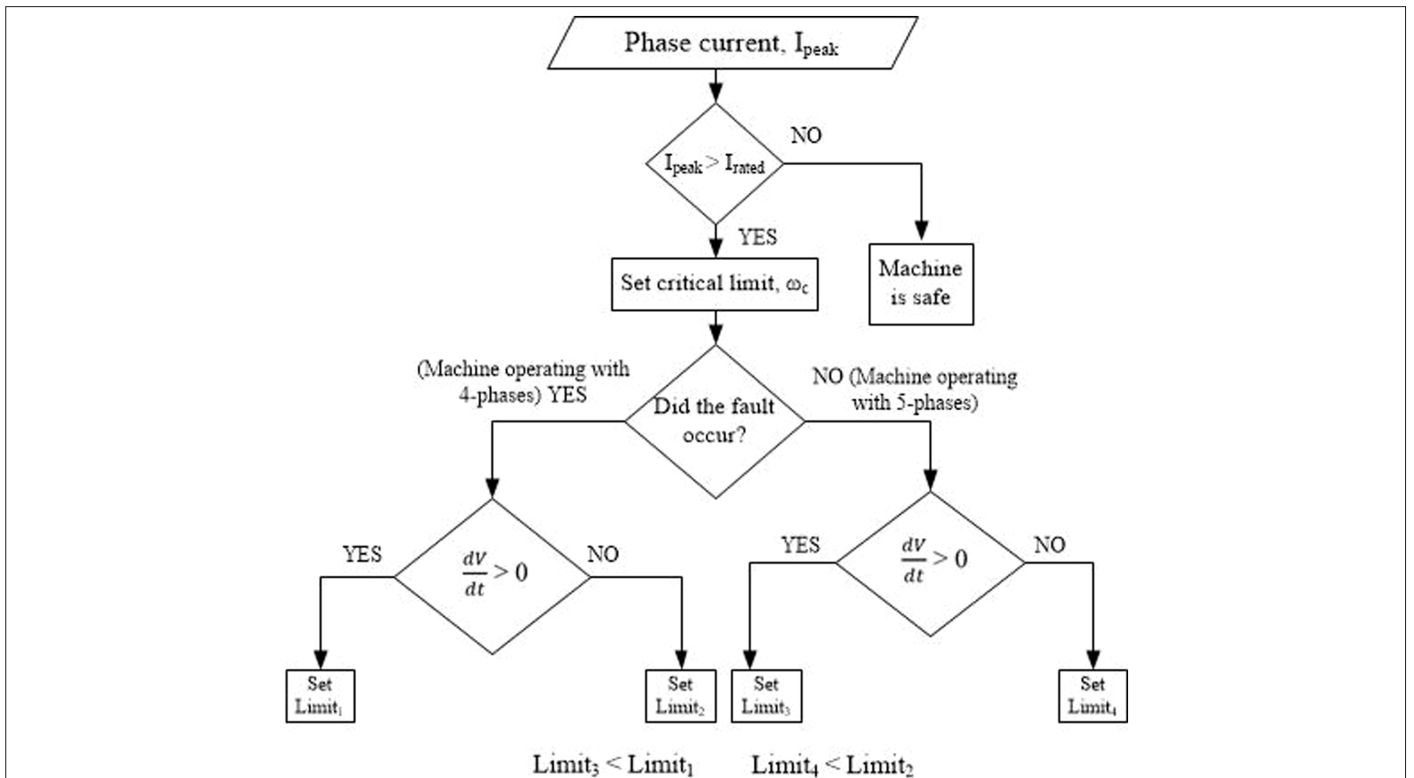 Phase current, Iₚₑₐₖ
NO
Iₚₑₐₖ > Iᵣₐₜₑd
YES
Set critical limit, ω꜀
Machine
is safe
(Machine operating with
4-phases) YES
NO (Machine operating
with 5-phases)
Did the fault
occur?
YES
dV
dt
> 0
NO
YES
dV
dt
> 0
NO
Set
Limit₁
Set
Limit₂
Set
Limit₃
Set
Limit₄
Limit₃ < Limit₁
Limit₄ < Limit₂